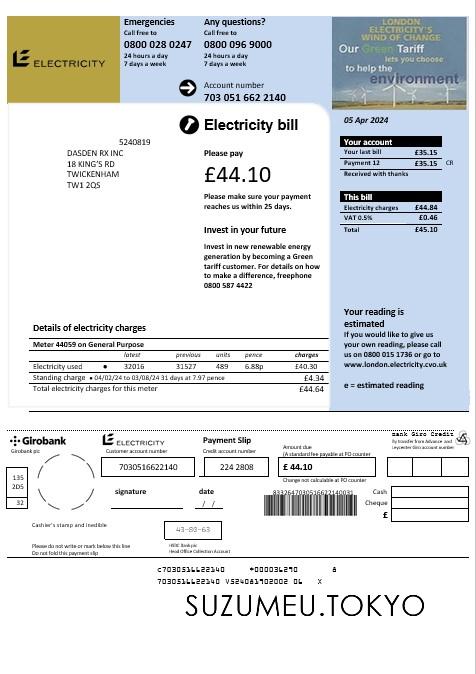 Emergencies
Call free to
0800 028 0247
24 hours a day
7 days a week
Any questions?
Call free to
0800 096 9000
24 hours a day
7 days a week
Account number
703 051 662 2140
ELECTRICITY
LONDON
ELECTRICITY'S
WIND OF CHANGE
Our Green Tariff
lets you choose
to help the
environment
05 Apr 2024
Electricity bill
5240819
DASDEN RX INC
18 KING'S RD
TWICKENHAM
TW1 2QS
Please pay
£44.10
Please make sure your payment
reaches us within 25 days.
Invest in your future
Invest in new renewable energy
generation by becoming a Green
tariff customer. For details on how
to make a difference, freephone
0800 587 4422
Your account
Your last bill £35.15
Payment 12 £35.15 CR
Received with thanks
This bill
Electricity charges £44.84
VAT 0.5% £0.46
Total £45.10
Your reading is
estimated
If you would like to give us
your own reading, please call
us on 0800 015 1736 or go to
www.london.electricity.cvo.uk
e = estimated reading
Details of electricity charges
Meter 44059 on General Purpose
latest previous units pence charges
Electricity used • 32016 31527 489 6.88p £40.30
Standing charge • 04/02/24 to 03/08/24 31 days at 7.97 pence £4.34
Total electricity charges for this meter £44.64
Girobank
Girobank plc
ELECTRICITY
Customer account number
7030516622140
Payment Slip
Credit account number
224 2808
Amount due
(A standard fee payable at PO counter
£ 44.10
Change not calculable at PO counter
Bank Giro Credit
By transfer from Advance and
Leycenter Giro account number
135
2D5
32
signature
date
/ /
8332647030516622140031
Cash
Cheque
£
Cashier's stamp and inedible
43-80-63
HSBC Bank plc
Head Office Collection Account
Please do not write or mark below this line
Do not fold this payment slip
c7030516622140 *000036290 8
7030516622140 V524081902002 06 X
SUZUMEU.TOKYO